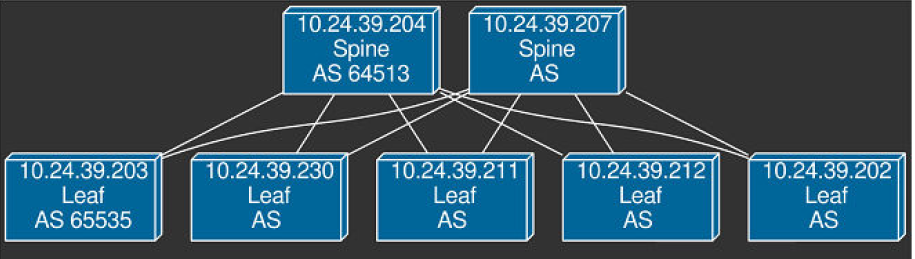 10.24.39.204
Spine
AS 64513
10.24.39.207
Spine
AS
10.24.39.203
Leaf
AS 65535
10.24.39.230
Leaf
AS
10.24.39.211
Leaf
AS
10.24.39.212
Leaf
AS
10.24.39.202
Leaf
AS